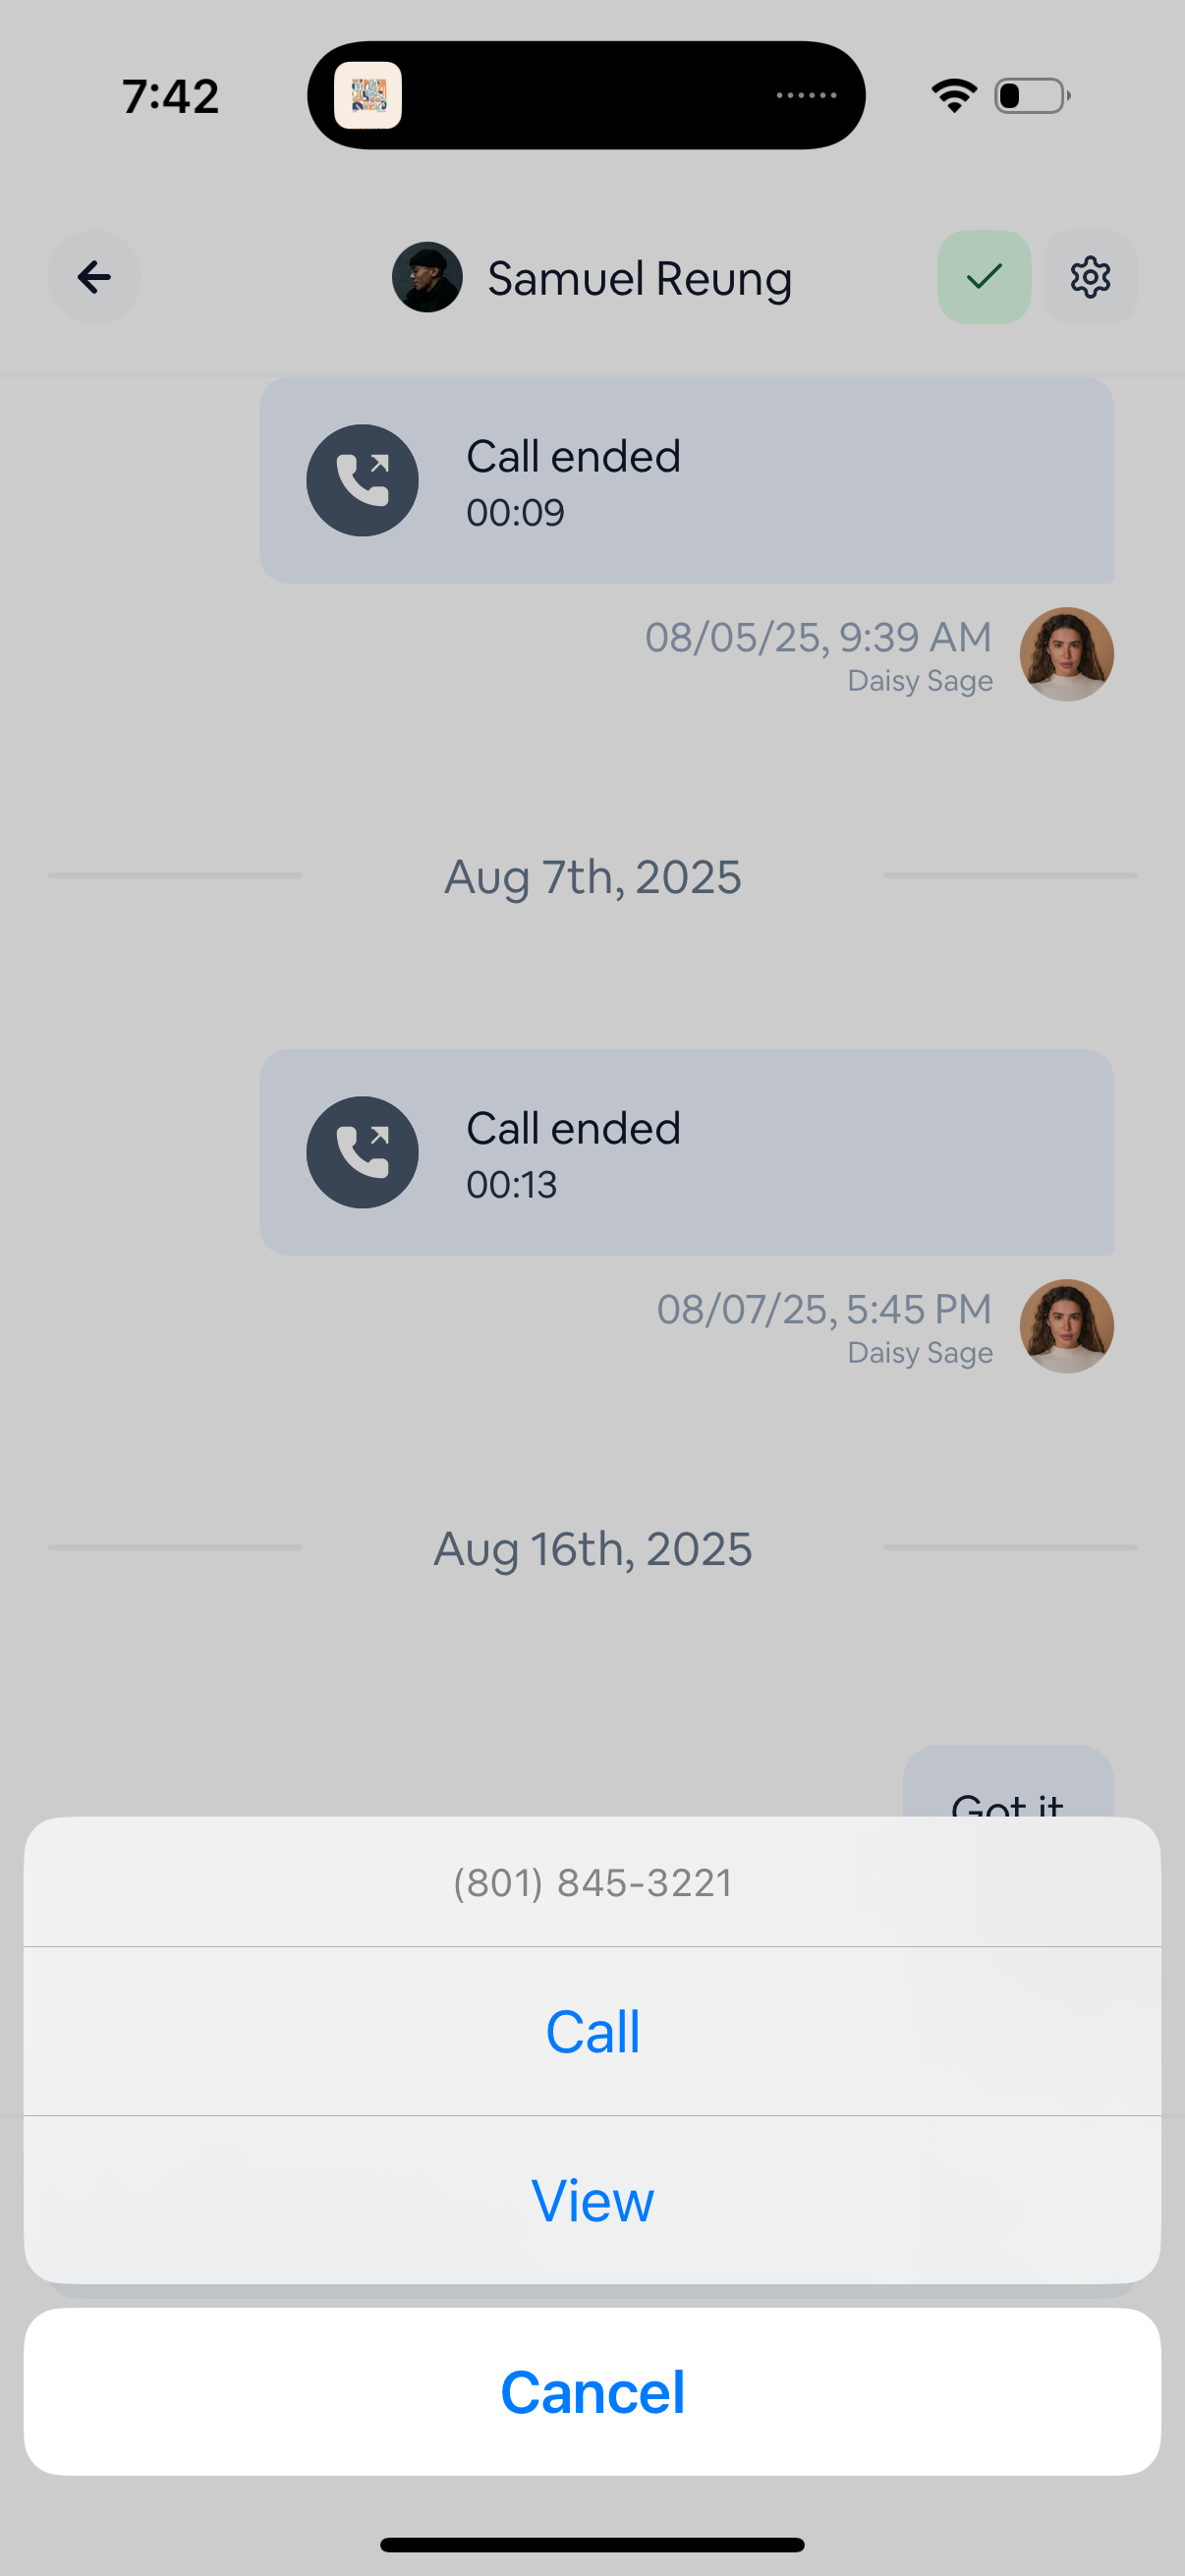 7:42
Samuel Reung
Call ended
00:09
08/05/25, 9:39 AM
Daisy Sage
Aug 7th, 2025
Call ended
00:13
08/07/25, 5:45 PM
Daisy Sage
Aug 16th, 2025
Got it
(801) 845-3221
Call
View
Cancel